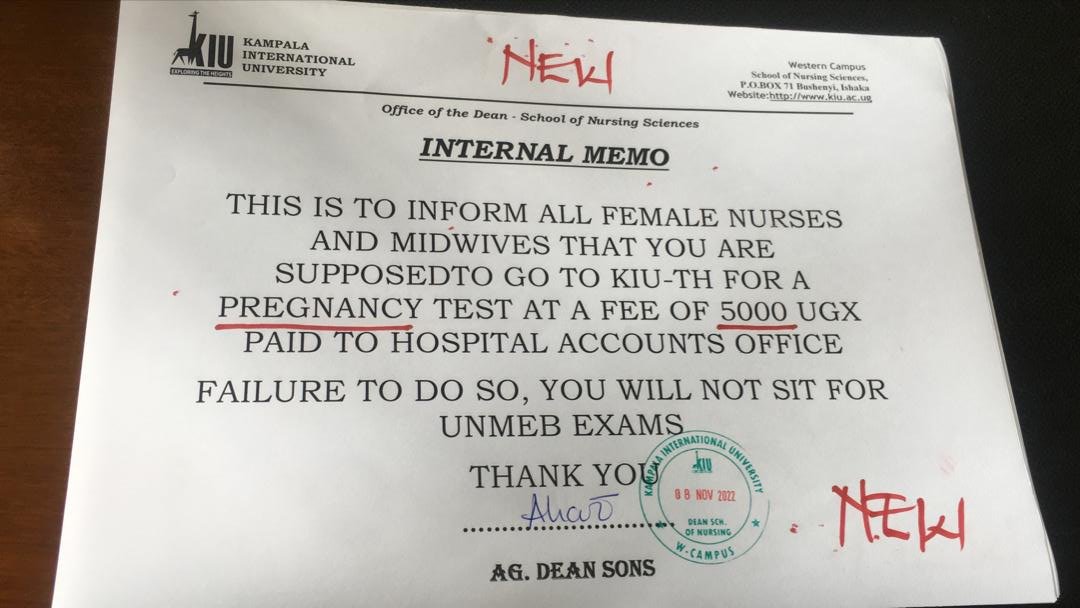 KIU
EXPLORING THE HEIGHTS
KAMPALA
INTERNATIONAL
UNIVERSITY
NEW
Western Campus
School of Nursing Sciences,
P.O.BOX 71 Bushenyi, Ishaka
Website:http://www.kiu.ac.ug
Office of the Dean - School of Nursing Sciences
INTERNAL MEMO
THIS IS TO INFORM ALL FEMALE NURSES
AND MIDWIVES THAT YOU ARE
SUPPOSEDTO GO TO KIU-TH FOR A
PREGNANCY TEST AT A FEE OF 5000 UGX
PAID TO HOSPITAL ACCOUNTS OFFICE
FAILURE TO DO SO, YOU WILL NOT SIT FOR
UNMEB EXAMS
THANK YOU
AG. DEAN SONS
KAMPALA INTERNATIONAL UNIVERSITY
KIU
08 NOV 2022
DEAN SCH.
OF NURSING
W-CAMPUS
NEW